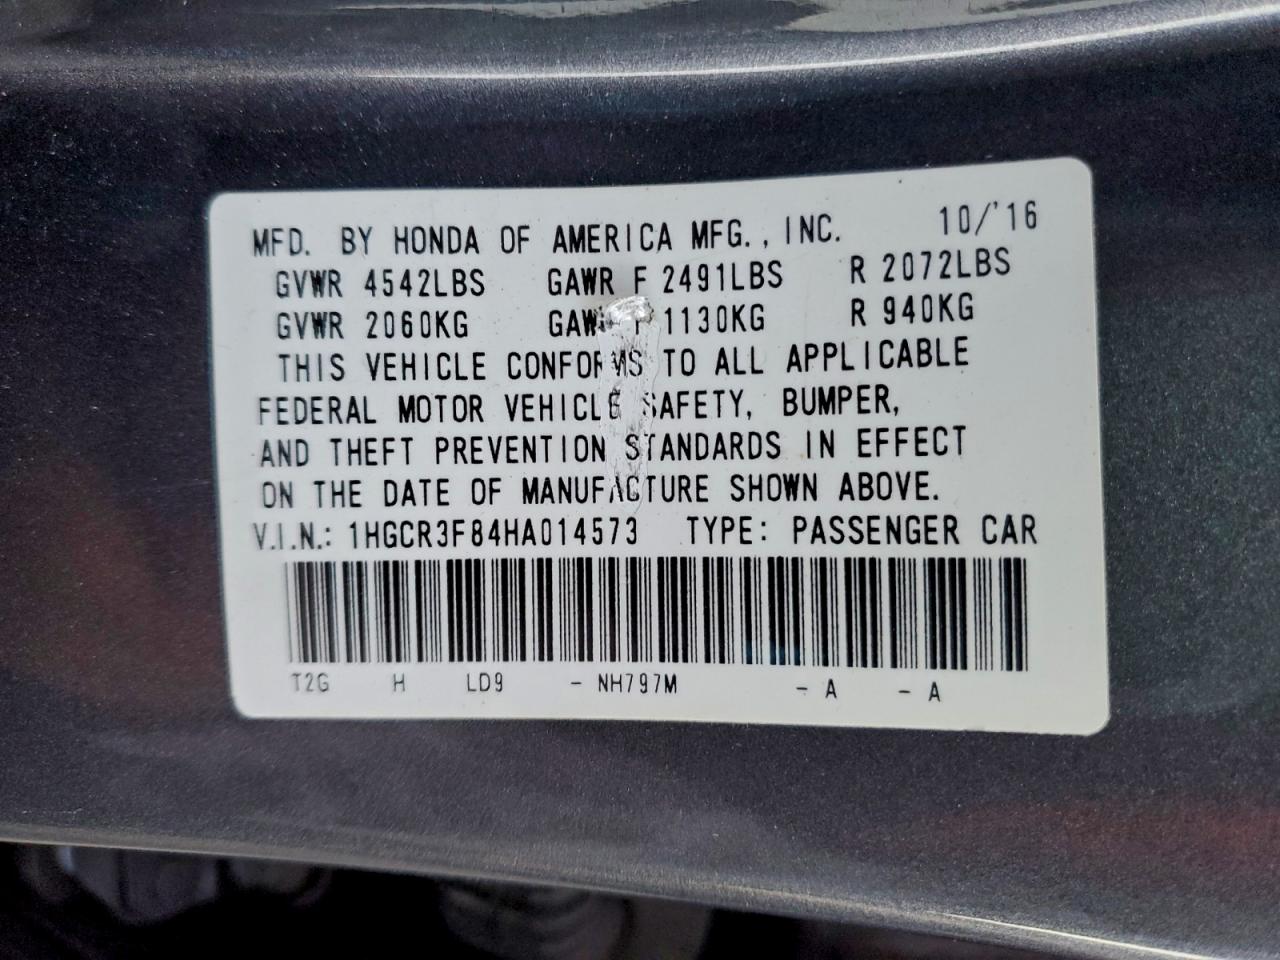 MFD. BY HONDA OF AMERICA MFG., INC. 10/'16
GVWR 4542LBS GAWR F 2491LBS R 2072LBS
GVWR 2060KG GAWR F 1130KG R 940KG
THIS VEHICLE CONFORMS TO ALL APPLICABLE
FEDERAL MOTOR VEHICLE SAFETY, BUMPER,
AND THEFT PREVENTION STANDARDS IN EFFECT
ON THE DATE OF MANUFACTURE SHOWN ABOVE.
V.I.N.: 1HGCR3F84HA014573 TYPE: PASSENGER CAR
T2G H LD9 - NH797M - A - A